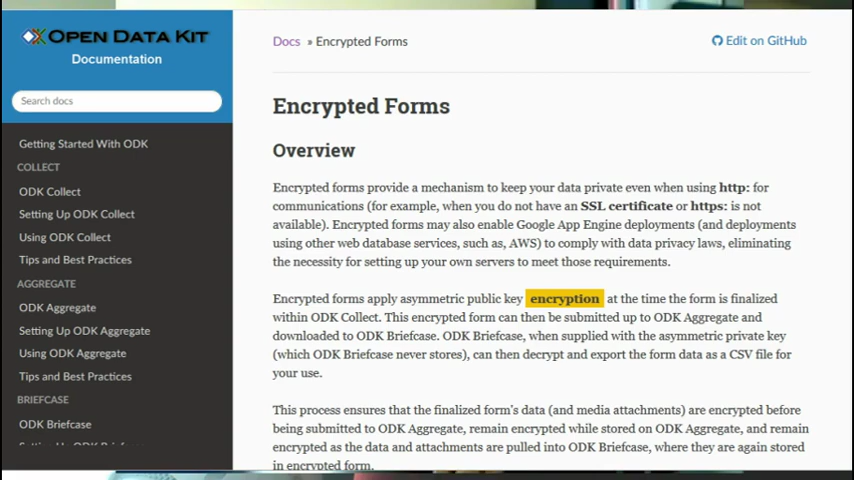 OPEN DATA KIT
Documentation
Search docs
Getting Started With ODK
COLLECT
ODK Collect
Setting Up ODK Collect
Using ODK Collect
Tips and Best Practices
AGGREGATE
ODK Aggregate
Setting Up ODK Aggregate
Using ODK Aggregate
Tips and Best Practices
BRIEFCASE
ODK Briefcase
Setting Up ODK Briefcase
Docs » Encrypted Forms
Edit on GitHub
Encrypted Forms
Overview
Encrypted forms provide a mechanism to keep your data private even when using http: for
communications (for example, when you do not have an SSL certificate or https: is not
available). Encrypted forms may also enable Google App Engine deployments (and deployments
using other web database services, such as, AWS) to comply with data privacy laws, eliminating
the necessity for setting up your own servers to meet those requirements.
Encrypted forms apply asymmetric public key encryption at the time the form is finalized
within ODK Collect. This encrypted form can then be submitted up to ODK Aggregate and
downloaded to ODK Briefcase. ODK Briefcase, when supplied with the asymmetric private key
(which ODK Briefcase never stores), can then decrypt and export the form data as a CSV file for
your use.
This process ensures that the finalized form's data (and media attachments) are encrypted before
being submitted to ODK Aggregate, remain encrypted while stored on ODK Aggregate, and remain
encrypted as the data and attachments are pulled into ODK Briefcase, where they are again stored
in encrypted form.